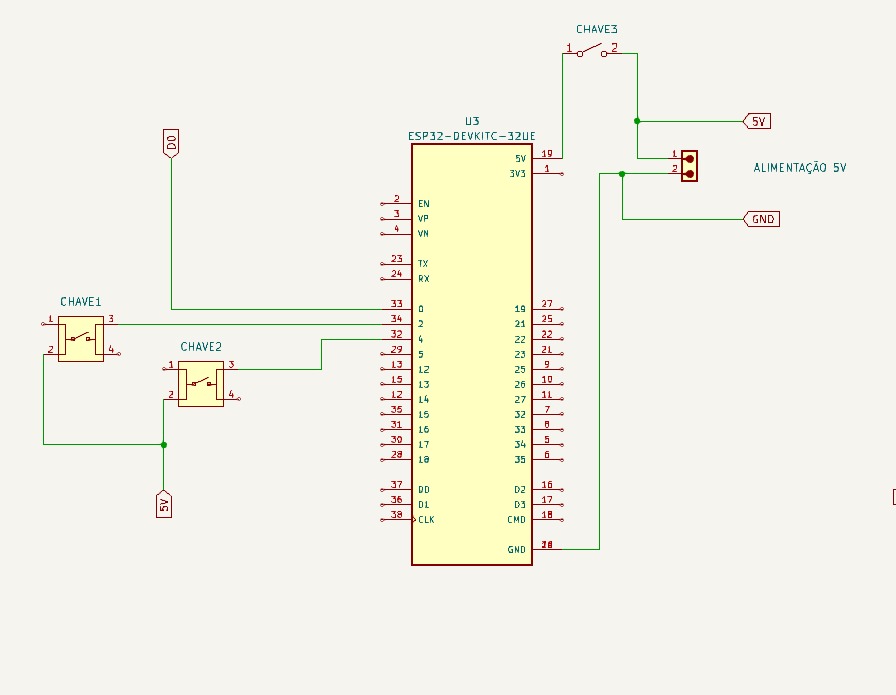 CHAVE3
1 2
5V
U3
ESP32-DEVKITC-32UE
D0
5V 19
3V3 1
1
2
ALIMENTAÇÃO 5V
GND
2 EN
3 VP
4 VN
23 TX
24 RX
CHAVE1
1 3
2 4
CHAVE2
1 3
2 4
5V
33 0 19 27
34 2 21 25
32 4 22 22
29 5 23 21
13 12 25 9
15 13 26 10
12 14 27 11
35 15 32 7
31 16 33 8
30 17 34 5
28 18 35 6
37 D0 D2 16
36 D1 D3 17
38 CLK CMD 18
GND